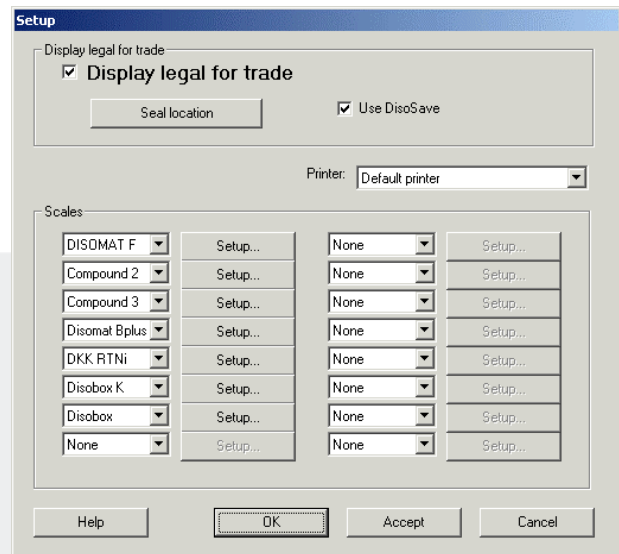 Setup
Display legal for trade
Display legal for trade
Seal location Use DisoSave
Printer: Default printer
Scales
DISOMAT F Setup... None Setup...
Compound 2 Setup... None Setup...
Compound 3 Setup... None Setup...
Disomat Bplus Setup... None Setup...
DKK RTNi Setup... None Setup...
Disobox K Setup... None Setup...
Disobox Setup... None Setup...
None Setup... None Setup...
Help OK Accept Cancel